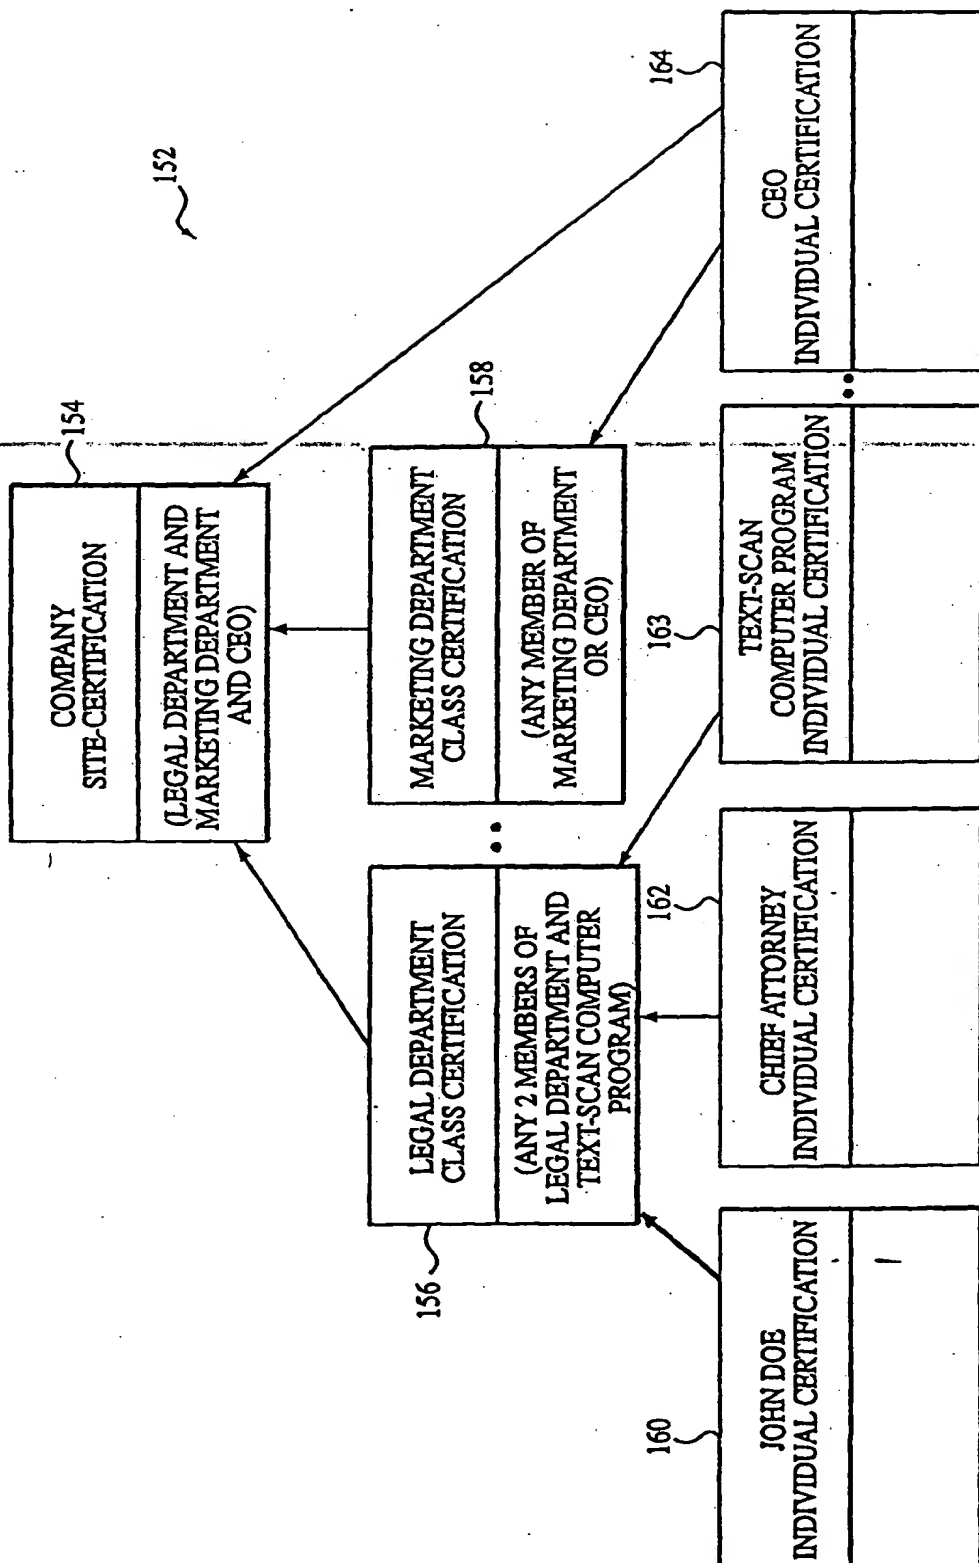 152
154
COMPANY
SITE-CERTIFICATION
(LEGAL DEPARTMENT AND
MARKETING DEPARTMENT
AND CEO)
156
LEGAL DEPARTMENT
CLASS CERTIFICATION
(ANY 2 MEMBERS OF
LEGAL DEPARTMENT AND
TEXT-SCAN COMPUTER
PROGRAM)
158
MARKETING DEPARTMENT
CLASS CERTIFICATION
(ANY MEMBER OF
MARKETING DEPARTMENT
OR CEO)
160
JOHN DOE
INDIVIDUAL CERTIFICATION
162
CHIEF ATTORNEY
INDIVIDUAL CERTIFICATION
163
TEXT-SCAN
COMPUTER PROGRAM
INDIVIDUAL CERTIFICATION
164
CEO
INDIVIDUAL CERTIFICATION